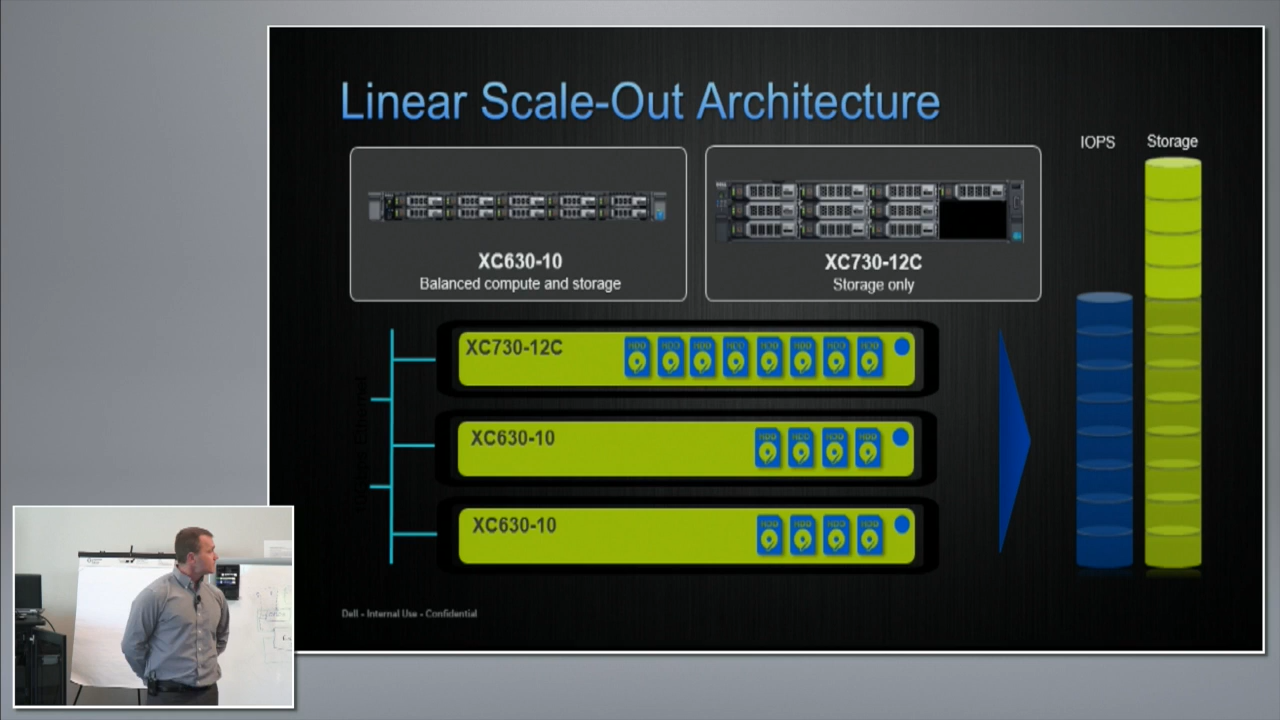 Linear Scale-Out Architecture
IOPS
Storage
XC630-10
Balanced compute and storage
XC730-12C
Storage only
XC730-12C
HDD HDD HDD HDD HDD HDD HDD HDD
XC630-10
HDD HDD HDD HDD
XC630-10
HDD HDD HDD HDD
Dell - Internal Use - Confidential